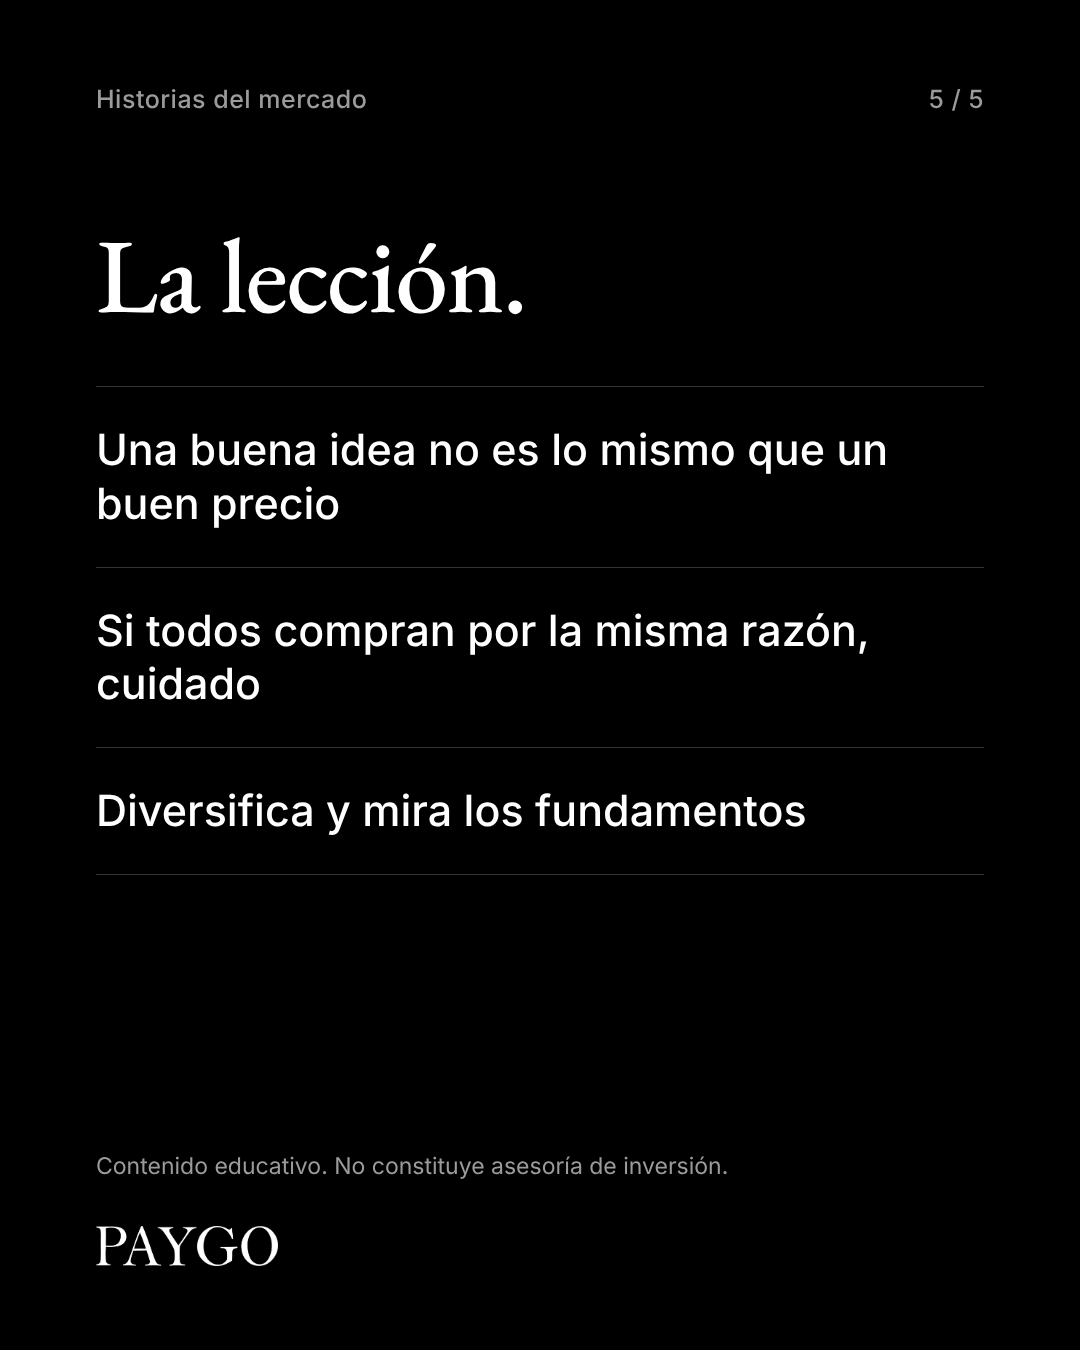 Historias del mercado
5 / 5
La lección.
Una buena idea no es lo mismo que un
buen precio
Si todos compran por la misma razón,
cuidado
Diversifica y mira los fundamentos
Contenido educativo. No constituye asesoría de inversión.
PAYGO